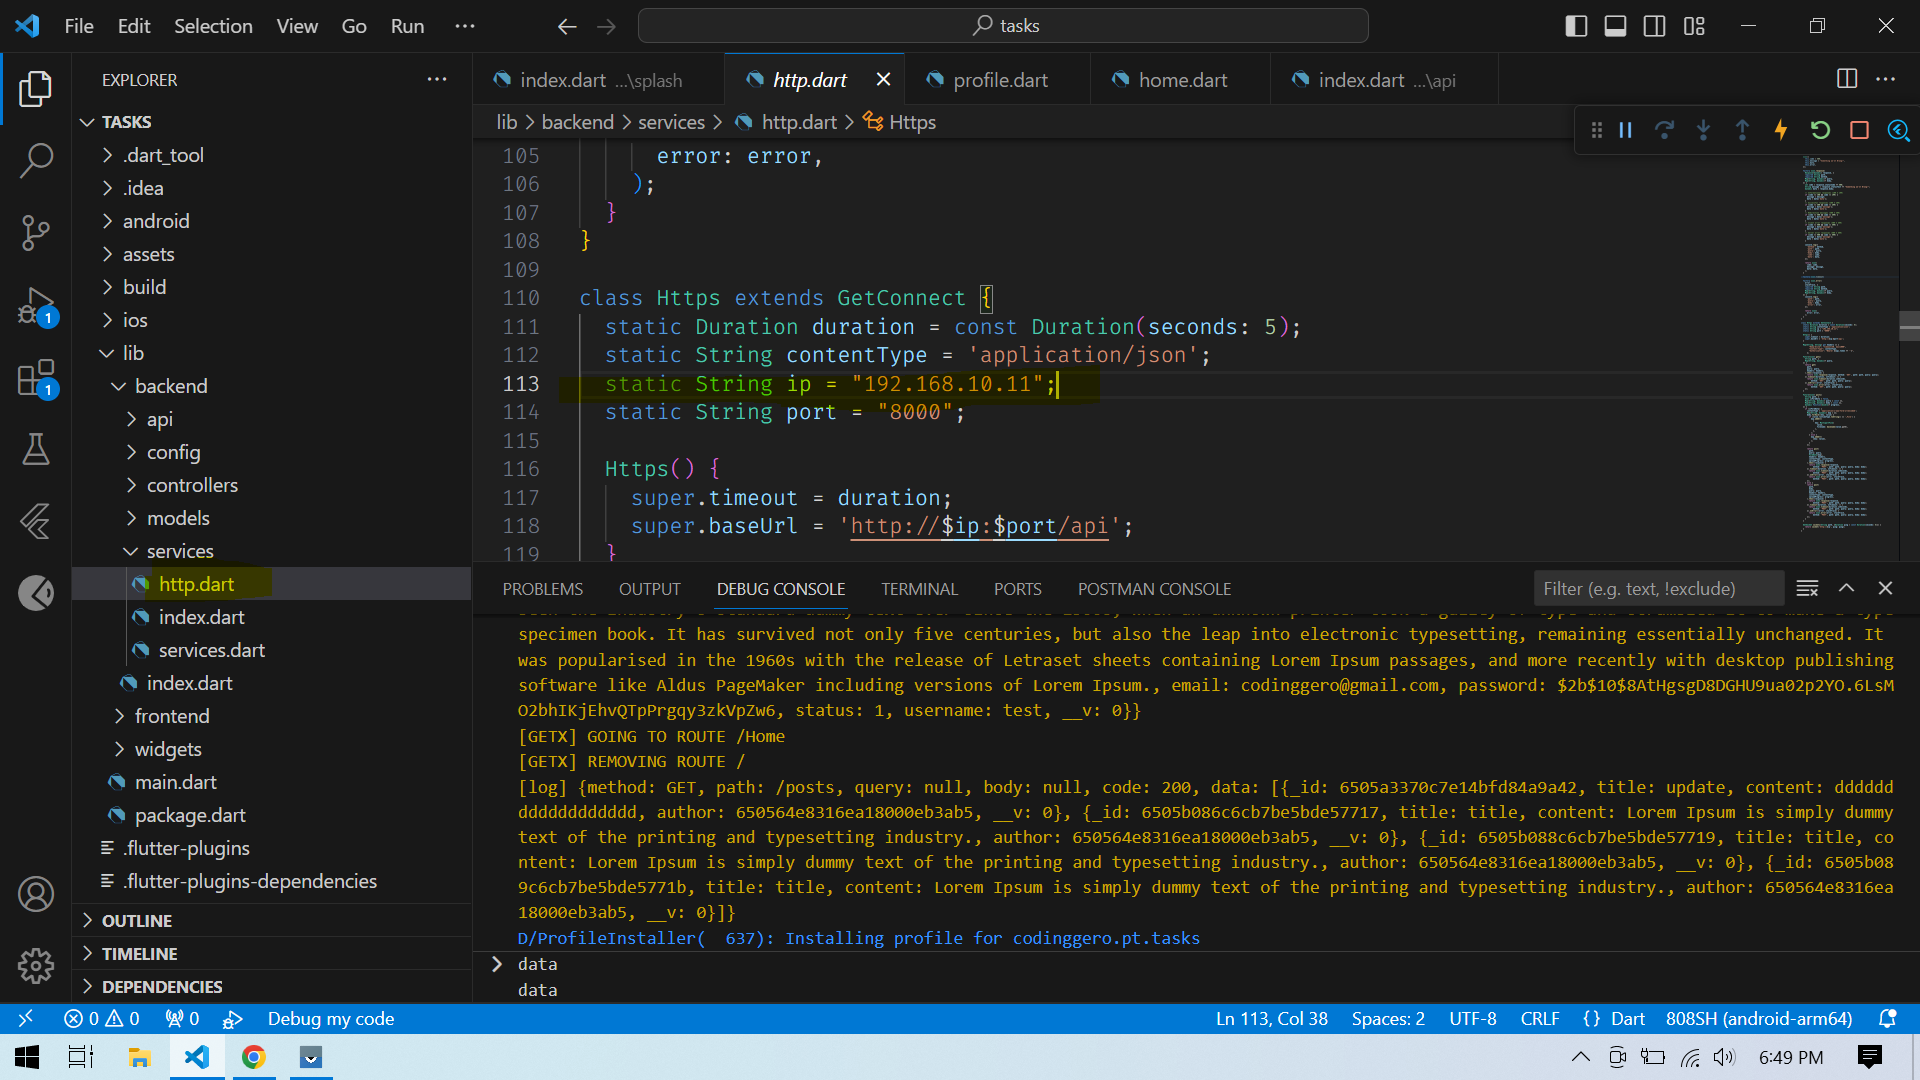 File Edit Selection View Go Run ··· tasks
EXPLORER ···
TASKS
.dart_tool
.idea
android
assets
build
ios
lib
backend
api
config
controllers
models
services
http.dart
index.dart
services.dart
index.dart
frontend
widgets
main.dart
package.dart
.flutter-plugins
.flutter-plugins-dependencies
OUTLINE
TIMELINE
DEPENDENCIES
1
1
index.dart ...\splash http.dart profile.dart home.dart index.dart ...\api
lib > backend > services > http.dart > Https
105 error: error,
106 );
107 }
108 }
109
110 class Https extends GetConnect {
111 static Duration duration = const Duration(seconds: 5);
112 static String contentType = 'application/json';
113 static String ip = "192.168.10.11";
114 static String port = "8000";
115
116 Https() {
117 super.timeout = duration;
118 super.baseUrl = 'http://$ip:$port/api';
119 }
PROBLEMS OUTPUT DEBUG CONSOLE TERMINAL PORTS POSTMAN CONSOLE Filter (e.g. text, !exclude)
specimen book. It has survived not only five centuries, but also the leap into electronic typesetting, remaining essentially unchanged. It
was popularised in the 1960s with the release of Letraset sheets containing Lorem Ipsum passages, and more recently with desktop publishing
software like Aldus PageMaker including versions of Lorem Ipsum., email: codinggero@gmail.com, password: $2b$10$8AtHgsgD8DGHU9ua02p2YO.6LsM
O2bhIKjEhvQTpPrgqy3zkVpZw6, status: 1, username: test, __v: 0}}
[GETX] GOING TO ROUTE /Home
[GETX] REMOVING ROUTE /
[log] {method: GET, path: /posts, query: null, body: null, code: 200, data: [{_id: 6505a3370c7e14bfd84a9a42, title: update, content: dddddd
dddddddddddd, author: 650564e8316ea18000eb3ab5, __v: 0}, {_id: 6505b086c6cb7be5bde57717, title: title, content: Lorem Ipsum is simply dummy
text of the printing and typesetting industry., author: 650564e8316ea18000eb3ab5, __v: 0}, {_id: 6505b088c6cb7be5bde57719, title: title, co
ntent: Lorem Ipsum is simply dummy text of the printing and typesetting industry., author: 650564e8316ea18000eb3ab5, __v: 0}, {_id: 6505b08
9c6cb7be5bde5771b, title: title, content: Lorem Ipsum is simply dummy text of the printing and typesetting industry., author: 650564e8316ea
18000eb3ab5, __v: 0}]}
D/ProfileInstaller(  637): Installing profile for codinggero.pt.tasks
> data
data
0 0 0 Debug my code Ln 113, Col 38 Spaces: 2 UTF-8 CRLF {} Dart 808SH (android-arm64)
6:49 PM